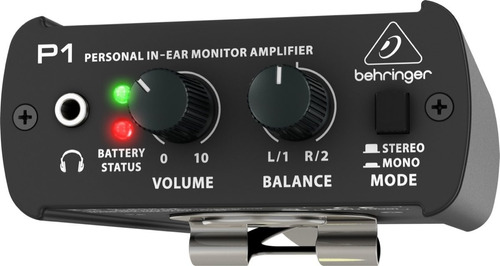 P1 PERSONAL IN-EAR MONITOR AMPLIFIER
behringer
BATTERY
STATUS
0 10
VOLUME
L/1 R/2
BALANCE
STEREO
MONO
MODE